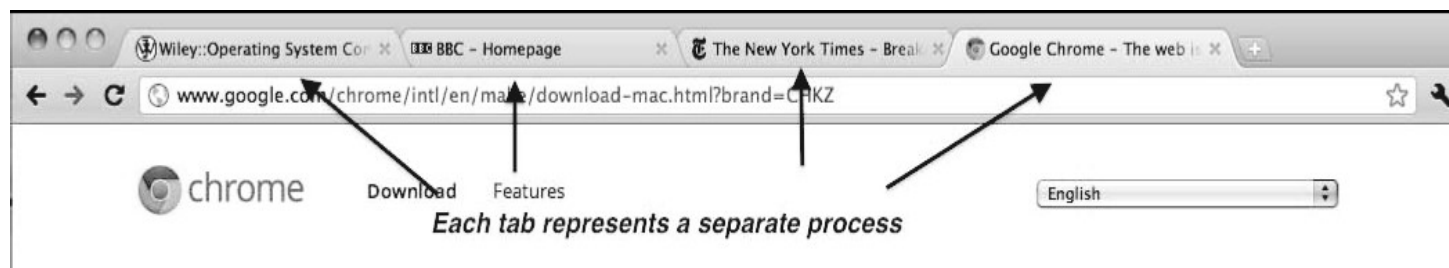 Wiley::Operating System Con BBC BBC – Homepage The New York Times – Break Google Chrome – The web is
www.google.com/chrome/intl/en/make/download-mac.html?brand=CHKZ
chrome Download Features English
Each tab represents a separate process